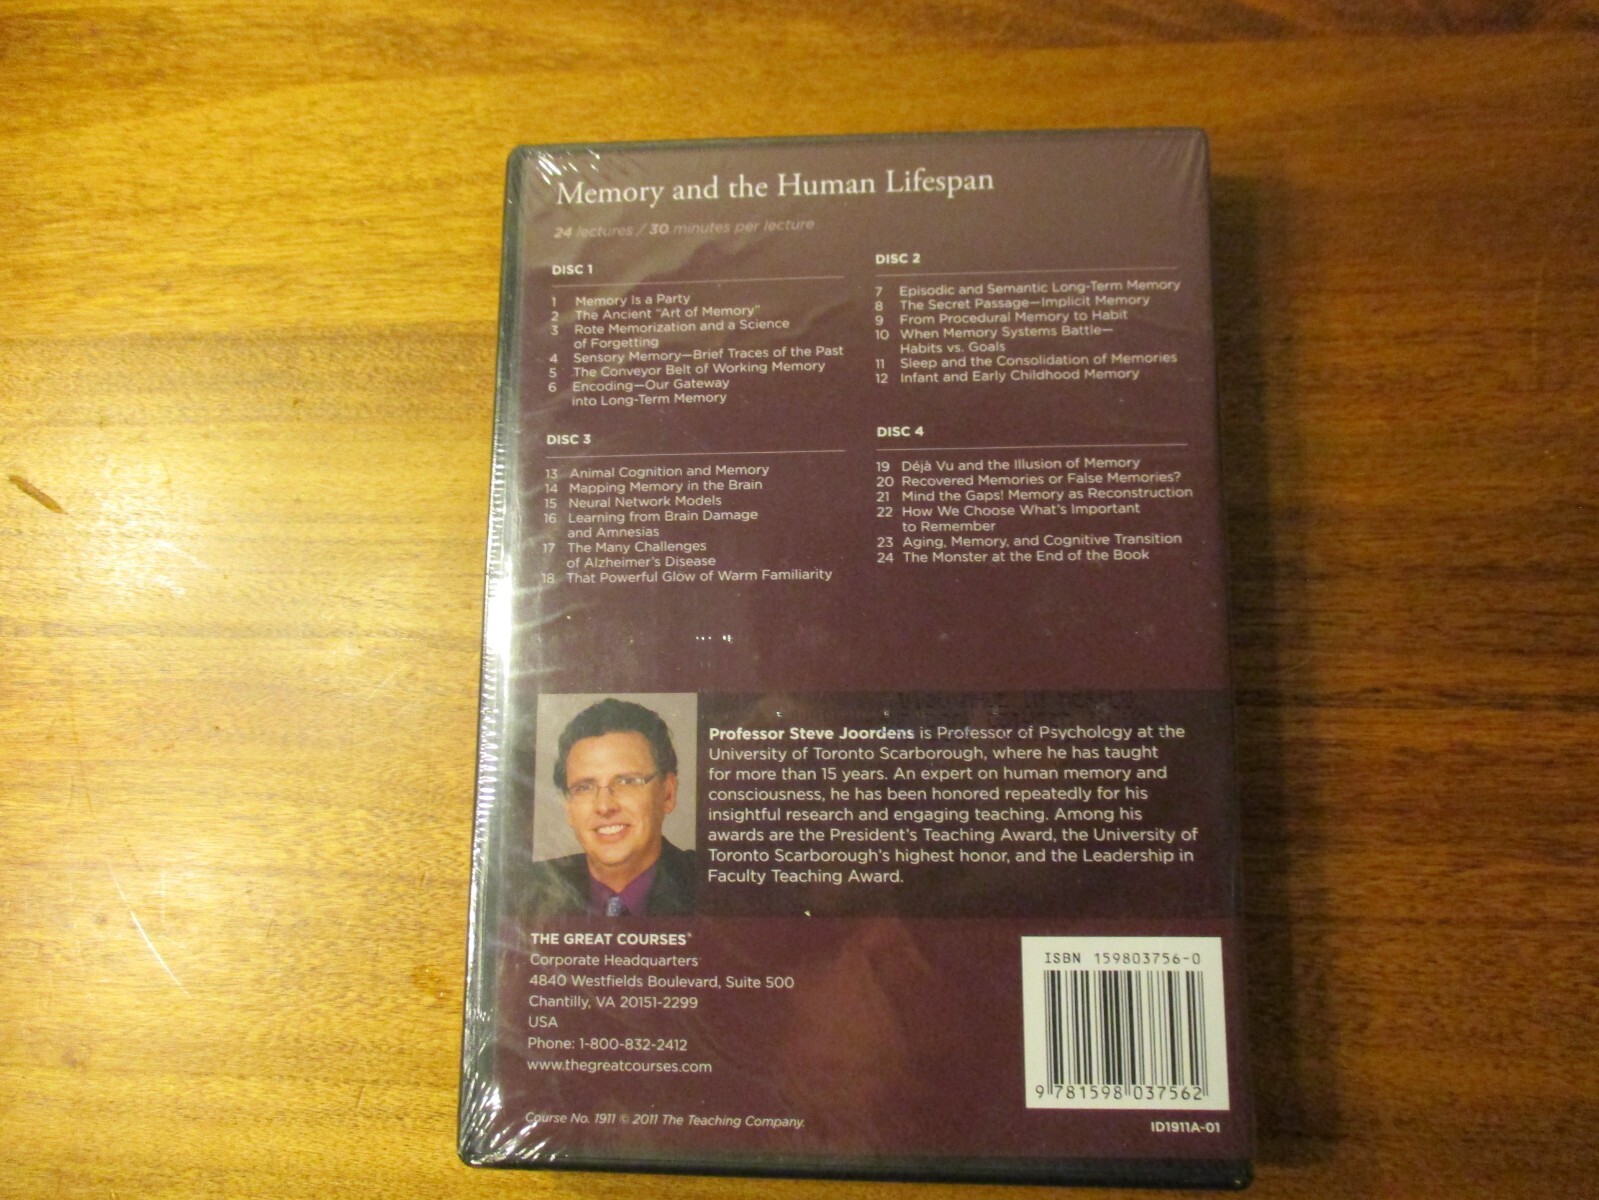 Memory and the Human Lifespan
24 lectures / 30 minutes per lecture
DISC 1
1 Memory Is a Party
2 The Ancient "Art of Memory"
3 Rote Memorization and a Science
of Forgetting
4 Sensory Memory—Brief Traces of the Past
5 The Conveyor Belt of Working Memory
6 Encoding—Our Gateway
into Long-Term Memory
DISC 2
7 Episodic and Semantic Long-Term Memory
8 The Secret Passage—Implicit Memory
9 From Procedural Memory to Habit
10 When Memory Systems Battle—
Habits vs. Goals
11 Sleep and the Consolidation of Memories
12 Infant and Early Childhood Memory
DISC 3
13 Animal Cognition and Memory
14 Mapping Memory in the Brain
15 Neural Network Models
16 Learning from Brain Damage
and Amnesias
17 The Many Challenges
of Alzheimer's Disease
18 That Powerful Glow of Warm Familiarity
DISC 4
19 Déjà Vu and the Illusion of Memory
20 Recovered Memories or False Memories?
21 Mind the Gaps! Memory as Reconstruction
22 How We Choose What's Important
to Remember
23 Aging, Memory, and Cognitive Transition
24 The Monster at the End of the Book
Professor Steve Joordens is Professor of Psychology at the
University of Toronto Scarborough, where he has taught
for more than 15 years. An expert on human memory and
consciousness, he has been honored repeatedly for his
insightful research and engaging teaching. Among his
awards are the President's Teaching Award, the University of
Toronto Scarborough's highest honor, and the Leadership in
Faculty Teaching Award.
THE GREAT COURSES®
Corporate Headquarters
4840 Westfields Boulevard, Suite 500
Chantilly, VA 20151-2299
USA
Phone: 1-800-832-2412
www.thegreatcourses.com
Course No. 1911 © 2011 The Teaching Company.
ISBN 159803756-0
9 781598 037562
ID1911A-01